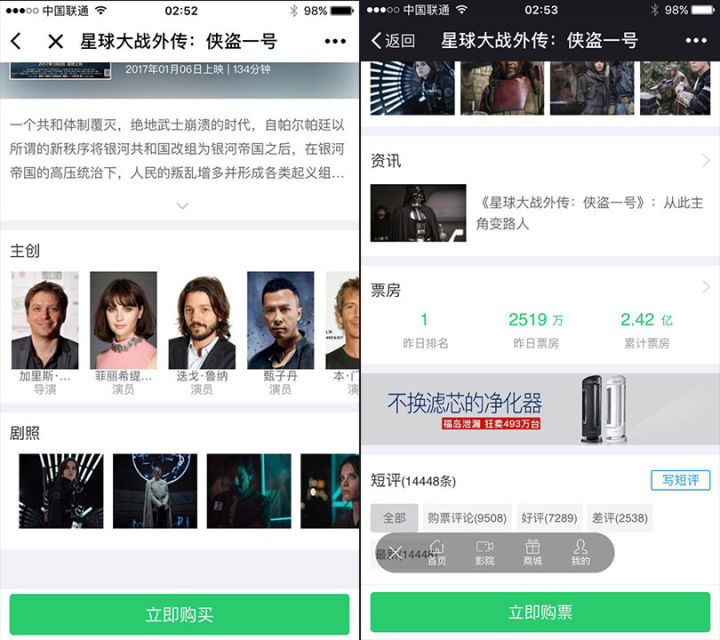 中国联通
02:52
98%
星球大战外传：侠盗一号
2017年01月06日上映 | 134分钟
一个共和体制覆灭，绝地武士崩溃的时代，自帕尔帕廷以
所谓的新秩序将银河共和国改组为银河帝国之后，在银河
帝国的高压统治下，人民的叛乱增多并形成各类起义组…
主创
加里斯·…
导演
菲丽希缇…
演员
迭戈·鲁纳
演员
甄子丹
演员
本·门
演员
剧照
立即购买
中国联通
02:53
98%
返回
星球大战外传：侠盗一号
资讯
《星球大战外传：侠盗一号》：从此主
角变路人
票房
1
昨日排名
2519 万
昨日票房
2.42 亿
累计票房
不换滤芯的净化器
福岛泄漏 狂卖493万台
短评(14448条)
写短评
全部
购票评论(9508)
好评(7289)
差评(2538)
最新(14448
首页
影院
商城
我的
立即购票